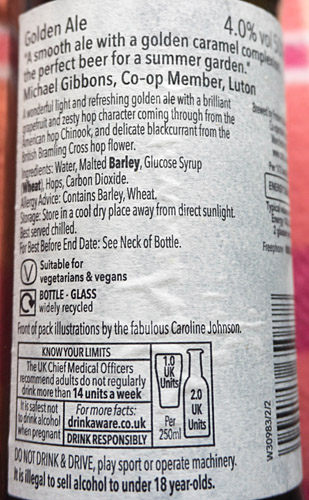 Golden Ale
4.0% vol
"A smooth ale with a golden caramel
the perfect beer for a summer garden."
Michael Gibbons, Co-op Member, Luton
A wonderful light and refreshing golden ale with a brilliant
grapefruit and zesty hop character coming through from the
American hop Chinook, and delicate blackcurrant from the
British Bramling Cross hop flower.
Ingredients: Water, Malted Barley, Glucose Syrup
(Wheat), Hops, Carbon Dioxide.
Allergy Advice: Contains Barley, Wheat.
Storage: Store in a cool dry place away from direct sunlight.
Best served chilled.
For Best Before End Date: See Neck of Bottle.
V Suitable for
vegetarians & vegans
BOTTLE - GLASS
widely recycled
Front of pack illustrations by the fabulous Caroline Johnson.
KNOW YOUR LIMITS
The UK Chief Medical Officers
recommend adults do not regularly
drink more than 14 units a week
It is safest not
to drink alcohol
when pregnant
For more facts:
drinkaware.co.uk
DRINK RESPONSIBLY
1.0
UK
Units
Per
250ml
2.0
UK
Units
DO NOT DRINK & DRIVE, play sport or operate machinery.
It is illegal to sell alcohol to under 18 year-olds.
ENERGY
Typical
Energy
Freephone
W30983/2/2